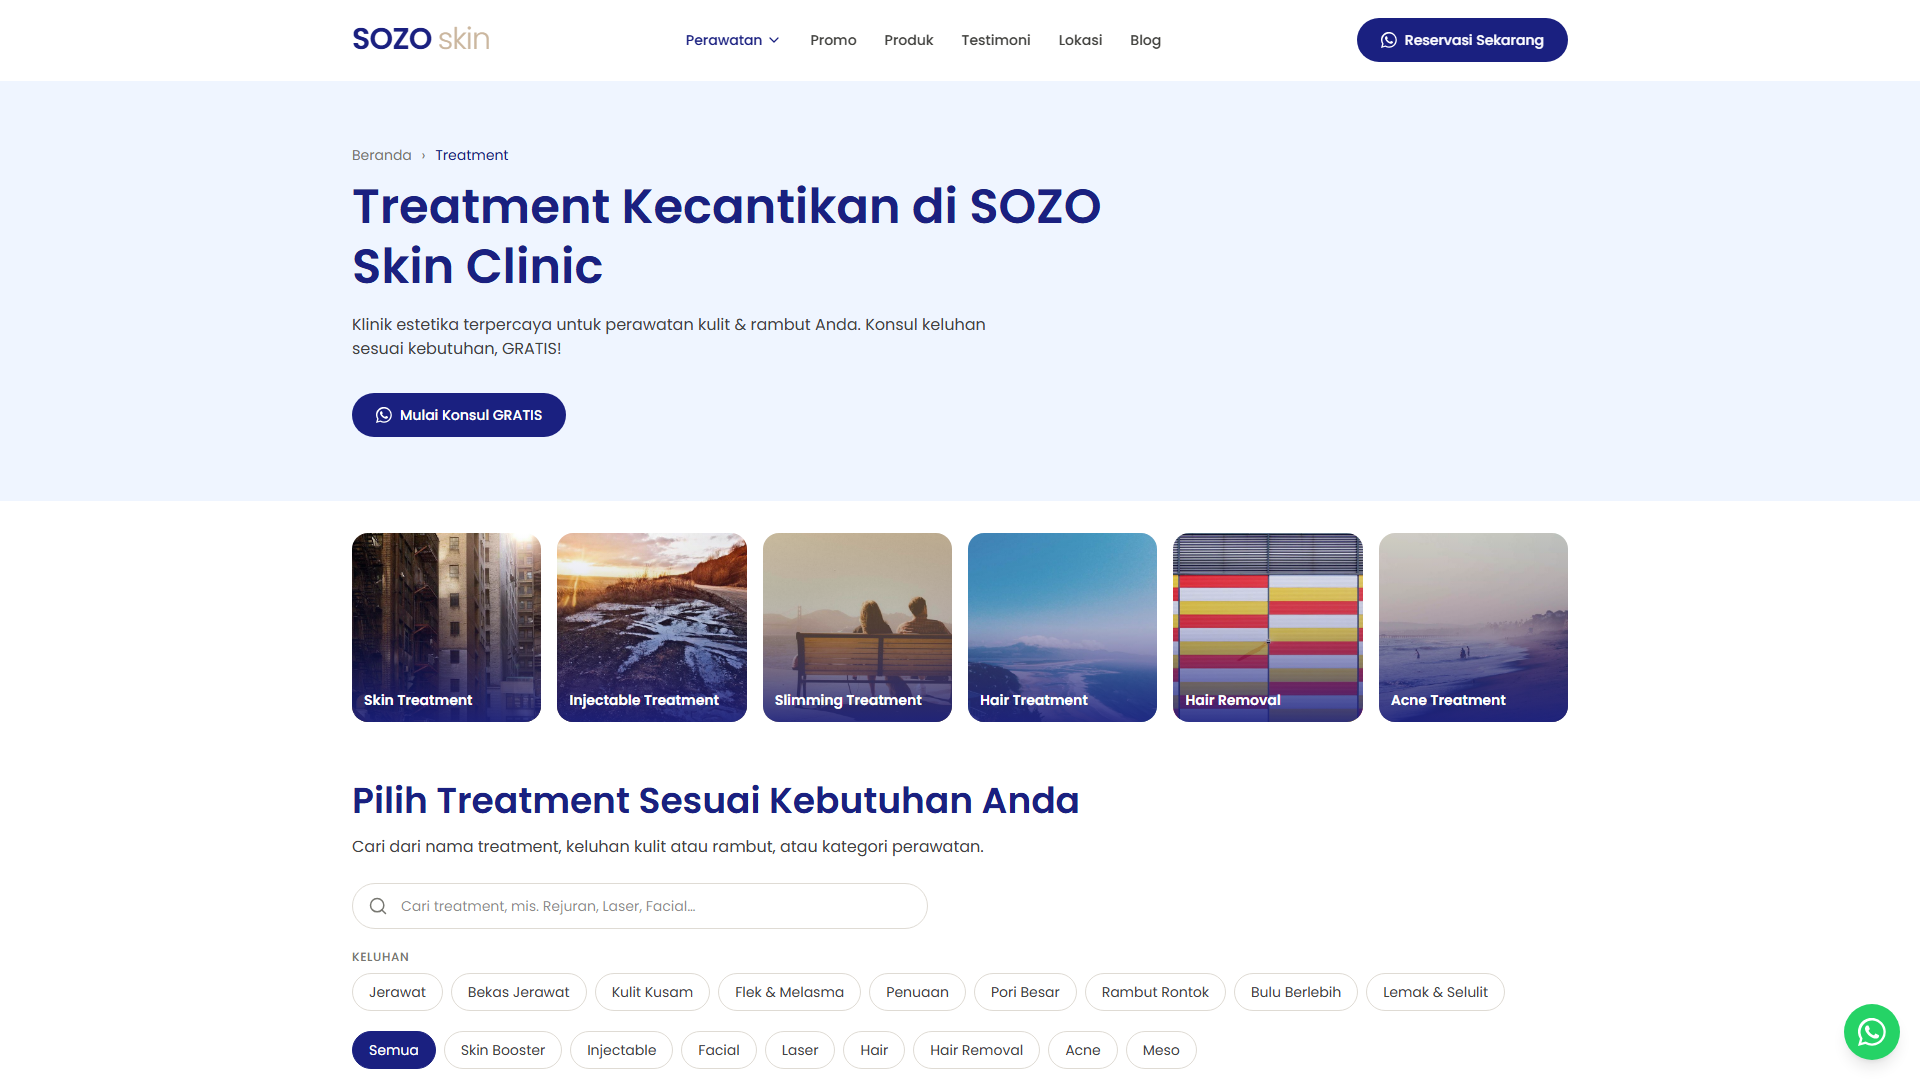 SOZO skin
Perawatan
Promo
Produk
Testimoni
Lokasi
Blog
Reservasi Sekarang
Beranda › Treatment
Treatment Kecantikan di SOZO
Skin Clinic
Klinik estetika terpercaya untuk perawatan kulit & rambut Anda. Konsul keluhan
sesuai kebutuhan, GRATIS!
Mulai Konsul GRATIS
Skin Treatment
Injectable Treatment
Slimming Treatment
Hair Treatment
Hair Removal
Acne Treatment
Pilih Treatment Sesuai Kebutuhan Anda
Cari dari nama treatment, keluhan kulit atau rambut, atau kategori perawatan.
Cari treatment, mis. Rejuran, Laser, Facial...
KELUHAN
Jerawat
Bekas Jerawat
Kulit Kusam
Flek & Melasma
Penuaan
Pori Besar
Rambut Rontok
Bulu Berlebih
Lemak & Selulit
Semua
Skin Booster
Injectable
Facial
Laser
Hair
Hair Removal
Acne
Meso